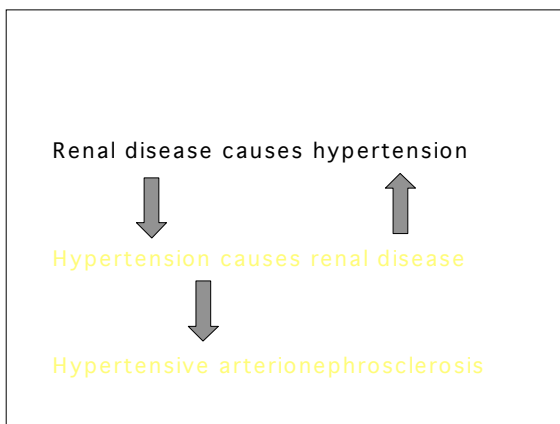 Renal disease causes hypertension
Hypertension causes renal disease
Hypertensive arterionephrosclerosis